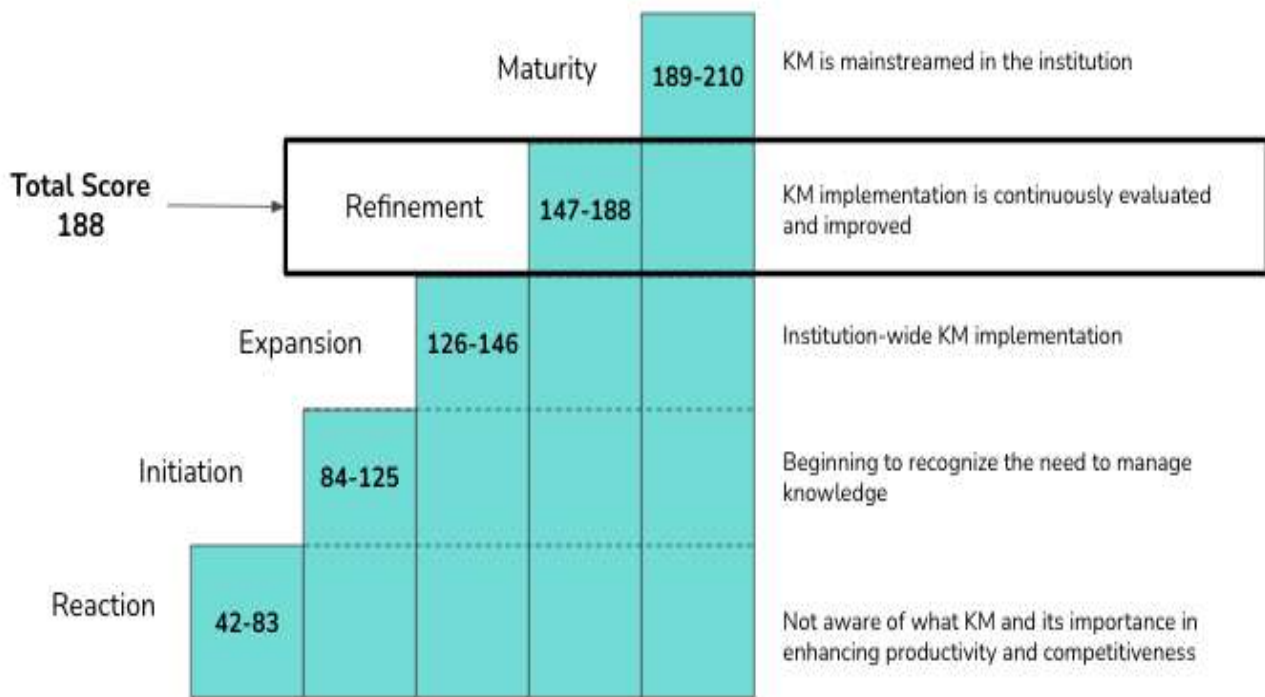 Maturity
189-210
KM is mainstreamed in the institution
Total Score
188
Refinement
147-188
KM implementation is continuously evaluated
and improved
Expansion
126-146
Institution-wide KM implementation
Initiation
84-125
Beginning to recognize the need to manage
knowledge
Reaction
42-83
Not aware of what KM and its importance in
enhancing productivity and competitiveness